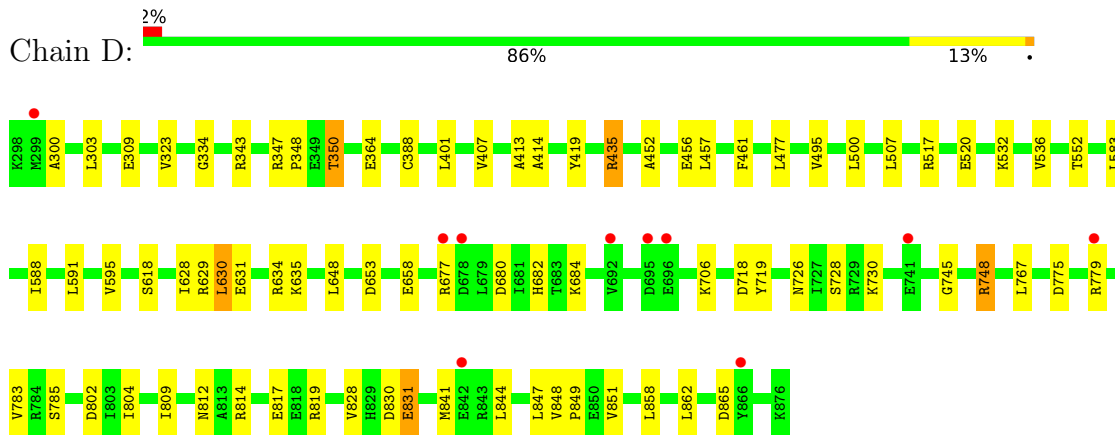 2%
Chain D:
86% 13% •
K298 M299 A300 L303 E309 V323 G334 R343 R347 P348 E349 T350 E364 C388 L401 V407 A413 A414 Y419 R435 A452 E456 L457 F461 L477 V495 L500 L507 R517 E520 K532 V536 T552 L583
I588 L591 V595 S618 I628 R629 L630 E631 R634 K635 L648 D653 E658 R677 D678 L679 D680 I681 H682 T683 K684 V692 D695 E696 K706 D718 Y719 N726 I727 S728 R729 K730 E741 G745 R748 L767 D775 R779
V783 R784 S785 D802 I803 I804 I809 N812 A813 R814 E817 E818 R819 V828 H829 D830 E831 M841 E842 A843 L844 L847 V848 P849 E850 V851 L858 L862 D865 Y866 K876